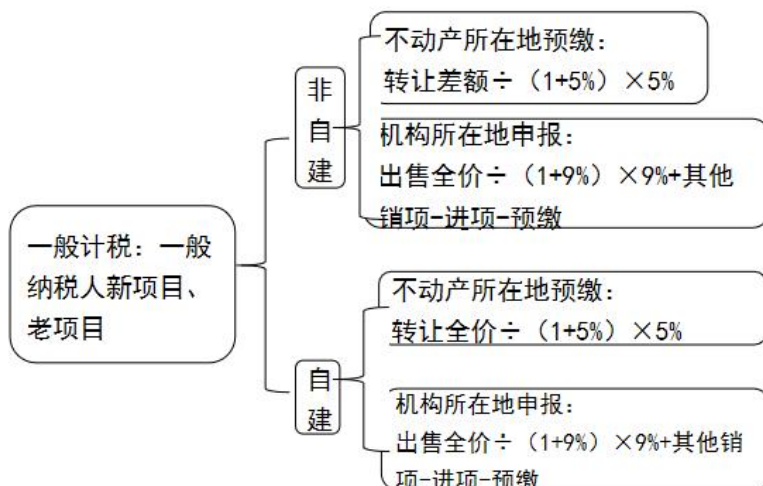 一般计税：一般
纳税人新项目、
老项目
非
自
建
不动产所在地预缴：
转让差额÷（1+5%）×5%
机构所在地申报：
出售全价÷（1+9%）×9%+其他
销项-进项-预缴
自
建
不动产所在地预缴：
转让全价÷（1+5%）×5%
机构所在地申报：
出售全价÷（1+9%）×9%+其他销
项-进项-预缴